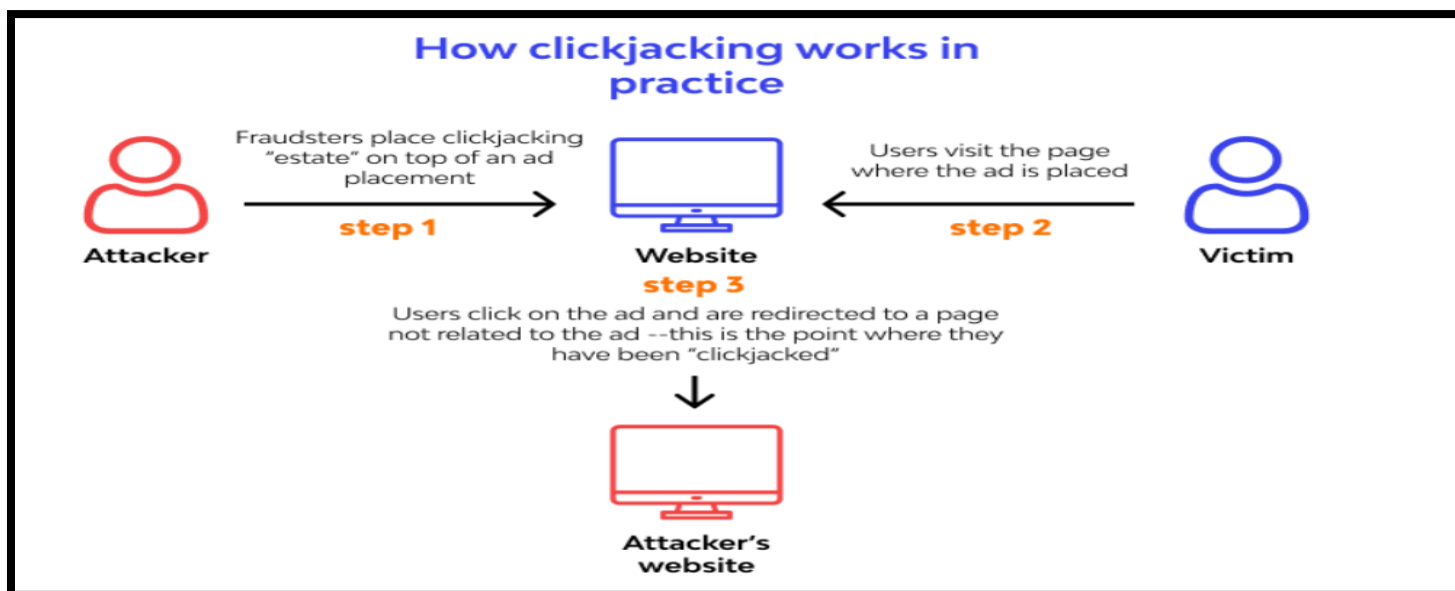 How clickjacking works in
practice
Fraudsters place clickjacking
“estate” on top of an ad
placement
step 1
Attacker
Website
Users visit the page
where the ad is placed
step 2
Victim
step 3
Users click on the ad and are redirected to a page
not related to the ad --this is the point where they
have been “clickjacked”
Attacker’s
website